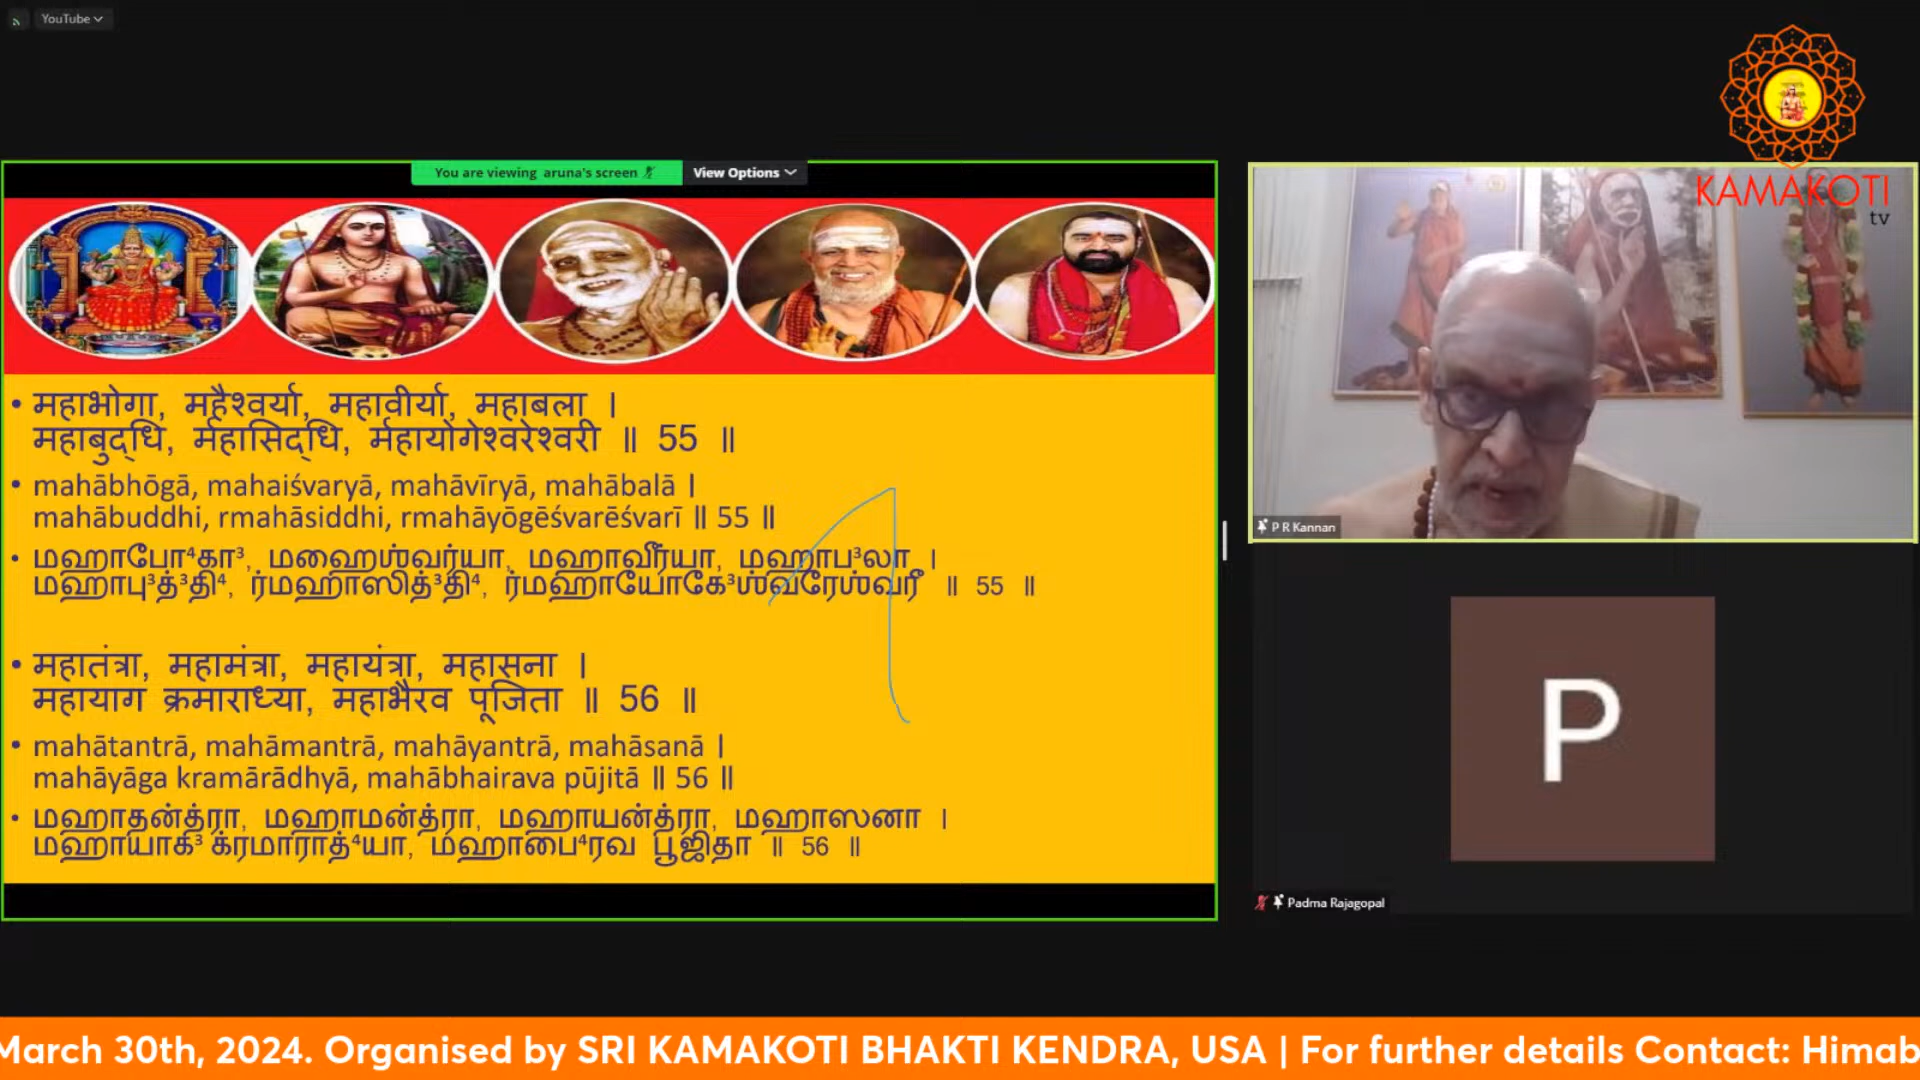 YouTube
KAMAKOTI
tv
You are viewing aruna's screen
View Options
• महाभोगा, महैश्वर्या, महावीर्या, महाबला |
महाबुद्धि, र्महासिद्धि, र्महायोगेश्वरेश्वरी ॥ 55 ॥
• mahābhōgā, mahaiśvaryā, mahāvīryā, mahābalā |
mahābuddhi, rmahāsiddhi, rmahāyōgēśvarēśvarī ॥ 55 ॥
• மஹாபோ⁴கா³, மஹைஶ்வர்யா, மஹாவீர்யா, மஹாப³லா |
மஹாபு³த்³தி⁴, ர்மஹாஸித்³தி⁴, ர்மஹாயோகே³ஶ்வரேஶ்வரீ ॥ 55 ॥
• महातंत्रा, महामंत्रा, महायंत्रा, महासना |
महायाग क्रमाराध्या, महाभैरव पूजिता ॥ 56 ॥
• mahātantrā, mahāmantrā, mahāyantrā, mahāsanā |
mahāyāga kramārādhyā, mahābhairava pūjitā ॥ 56 ॥
• மஹாதன்த்ரா, மஹாமன்த்ரா, மஹாயன்த்ரா, மஹாஸனா |
மஹாயாக³ க்ரமாராத்⁴யா, மஹாபை⁴ரவ பூஜிதா ॥ 56 ॥
P R Kannan
P
Padma Rajagopal
March 30th, 2024. Organised by SRI KAMAKOTI BHAKTI KENDRA, USA | For further details Contact: Himab